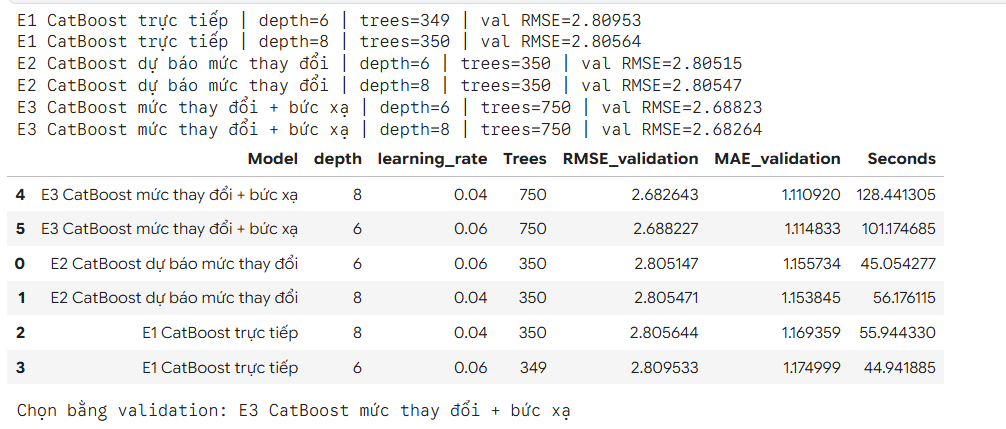 E1 CatBoost trực tiếp | depth=6 | trees=349 | val RMSE=2.80953
E1 CatBoost trực tiếp | depth=8 | trees=350 | val RMSE=2.80564
E2 CatBoost dự báo mức thay đổi | depth=6 | trees=350 | val RMSE=2.80515
E2 CatBoost dự báo mức thay đổi | depth=8 | trees=350 | val RMSE=2.80547
E3 CatBoost mức thay đổi + bức xạ | depth=6 | trees=750 | val RMSE=2.68823
E3 CatBoost mức thay đổi + bức xạ | depth=8 | trees=750 | val RMSE=2.68264
Model depth learning_rate Trees RMSE_validation MAE_validation Seconds
4 E3 CatBoost mức thay đổi + bức xạ 8 0.04 750 2.682643 1.110920 128.441305
5 E3 CatBoost mức thay đổi + bức xạ 6 0.06 750 2.688227 1.114833 101.174685
0 E2 CatBoost dự báo mức thay đổi 6 0.06 350 2.805147 1.155734 45.054277
1 E2 CatBoost dự báo mức thay đổi 8 0.04 350 2.805471 1.153845 56.176115
2 E1 CatBoost trực tiếp 8 0.04 350 2.805644 1.169359 55.944330
3 E1 CatBoost trực tiếp 6 0.06 349 2.809533 1.174999 44.941885
Chọn bằng validation: E3 CatBoost mức thay đổi + bức xạ